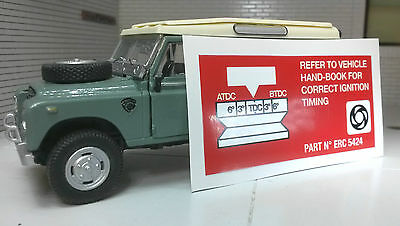 REFER TO VEHICLE
HAND-BOOK FOR
CORRECT IGNITION
TIMING
ATDC BTDC
6° 3° TDC 3° 6°
PART Nº ERC 5424